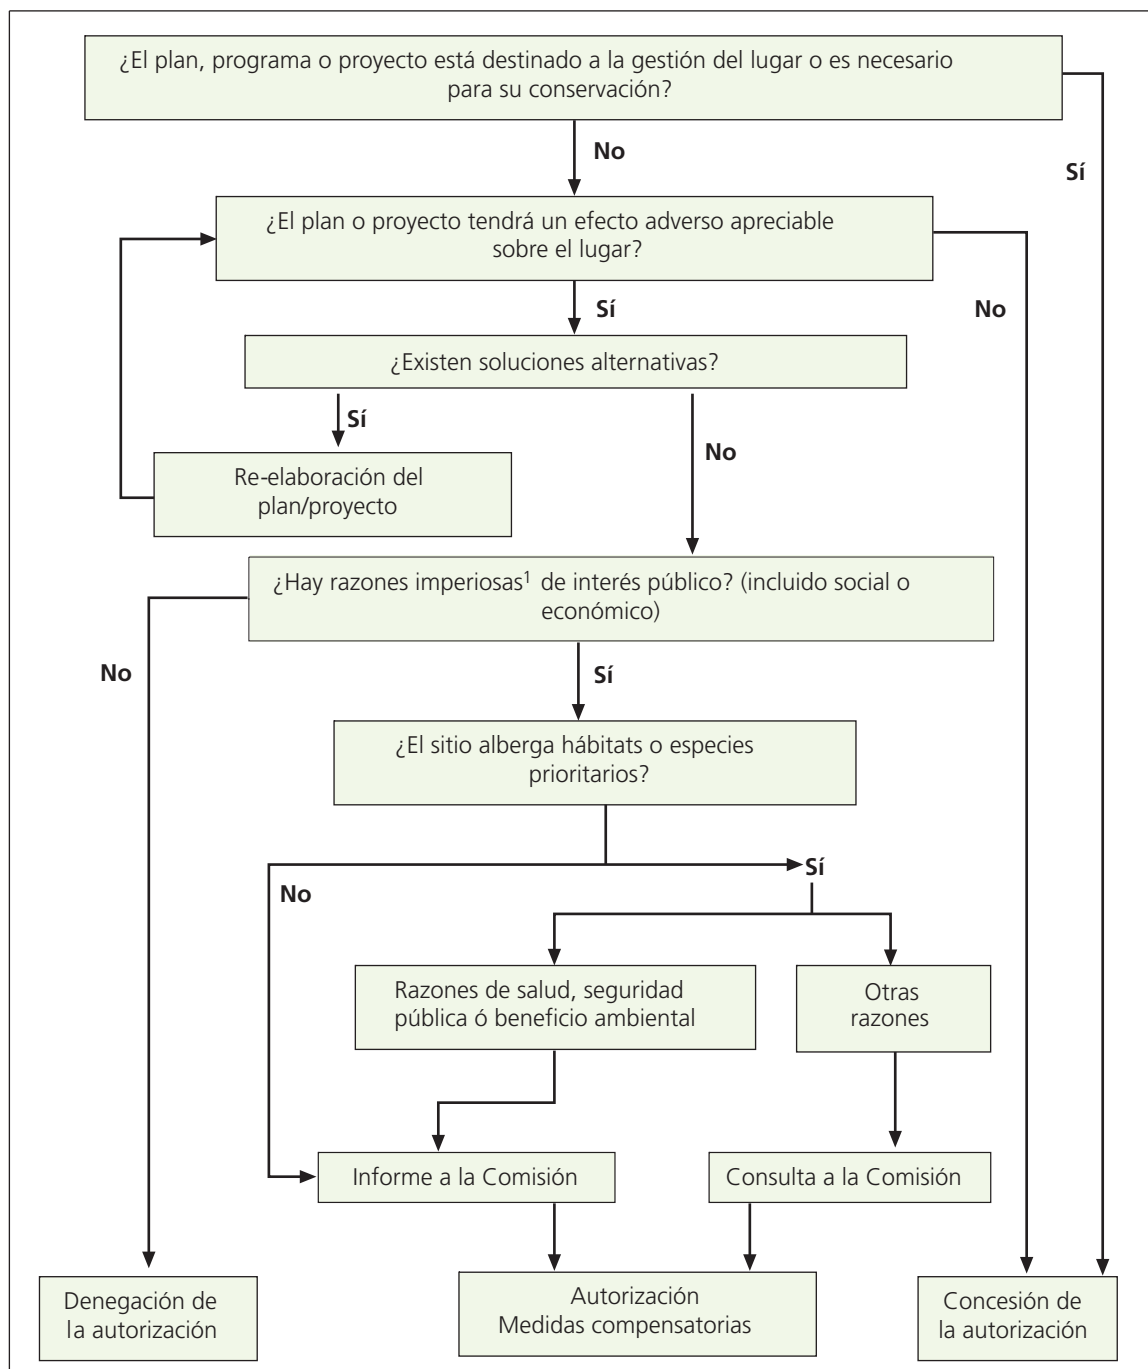 ¿El plan, programa o proyecto está destinado a la gestión del lugar o es necesario
para su conservación?
No
Sí
¿El plan o proyecto tendrá un efecto adverso apreciable
sobre el lugar?
Sí
No
¿Existen soluciones alternativas?
Sí
No
Re-elaboración del
plan/proyecto
¿Hay razones imperiosas¹ de interés público? (incluido social o
económico)
No
Sí
¿El sitio alberga hábitats o especies
prioritarios?
Sí
No
Razones de salud, seguridad
pública ó beneficio ambiental
Otras
razones
Informe a la Comisión
Consulta a la Comisión
Denegación de
la autorización
Autorización
Medidas compensatorias
Concesión de
la autorización